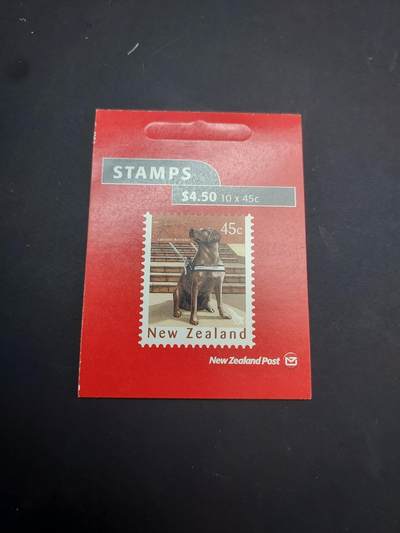 STAMPS
$4.50 10 x 45c
45c
New Zealand
New Zealand Post